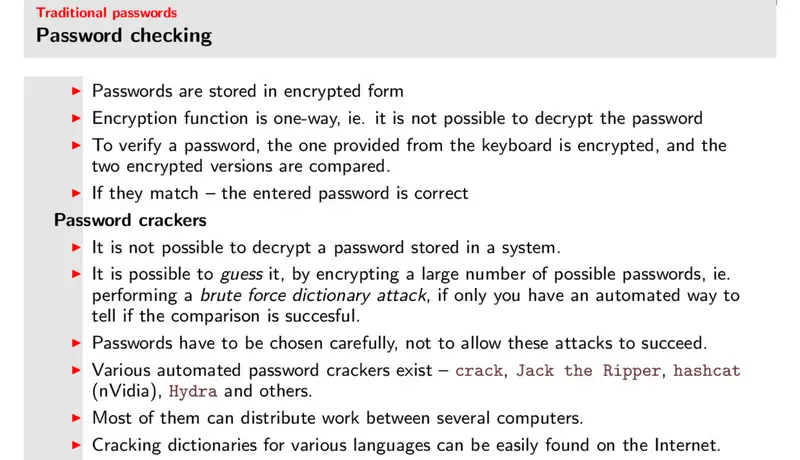 Traditional passwords
Password checking
Passwords are stored in encrypted form
Encryption function is one-way, ie. it is not possible to decrypt the password
To verify a password, the one provided from the keyboard is encrypted, and the
two encrypted versions are compared.
If they match – the entered password is correct
Password crackers
It is not possible to decrypt a password stored in a system.
It is possible to guess it, by encrypting a large number of possible passwords, ie.
performing a brute force dictionary attack, if only you have an automated way to
tell if the comparison is succesful.
Passwords have to be chosen carefully, not to allow these attacks to succeed.
Various automated password crackers exist – crack, Jack the Ripper, hashcat
(nVidia), Hydra and others.
Most of them can distribute work between several computers.
Cracking dictionaries for various languages can be easily found on the Internet.